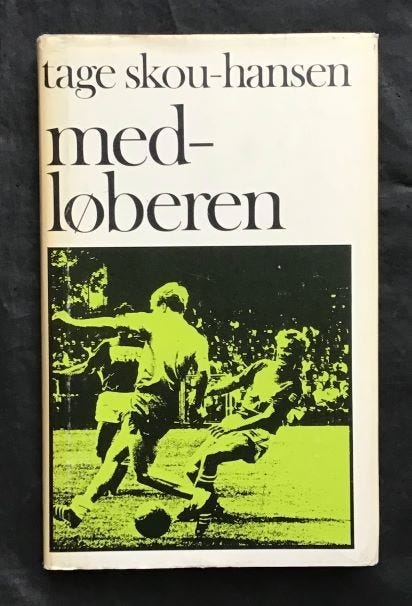 tage skou-hansen
med-
løberen